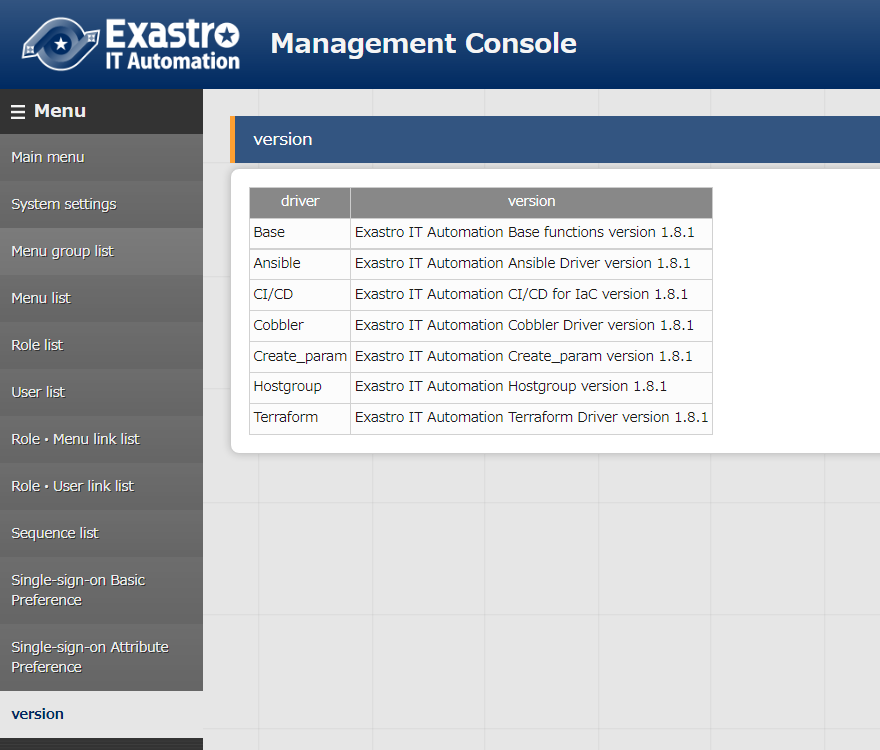 Exastro
IT Automation
Management Console
Menu
Main menu
System settings
Menu group list
Menu list
Role list
User list
Role・Menu link list
Role・User link list
Sequence list
Single-sign-on Basic
Preference
Single-sign-on Attribute
Preference
version
version
driver version
Base Exastro IT Automation Base functions version 1.8.1
Ansible Exastro IT Automation Ansible Driver version 1.8.1
CI/CD Exastro IT Automation CI/CD for IaC version 1.8.1
Cobbler Exastro IT Automation Cobbler Driver version 1.8.1
Create_param Exastro IT Automation Create_param version 1.8.1
Hostgroup Exastro IT Automation Hostgroup version 1.8.1
Terraform Exastro IT Automation Terraform Driver version 1.8.1